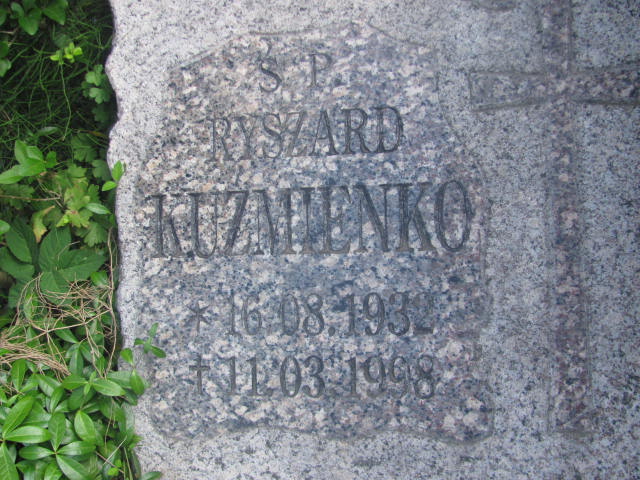 Ś P
RYSZARD
KUZMIENKO
* 16.08.1932
+ 11.03.1998